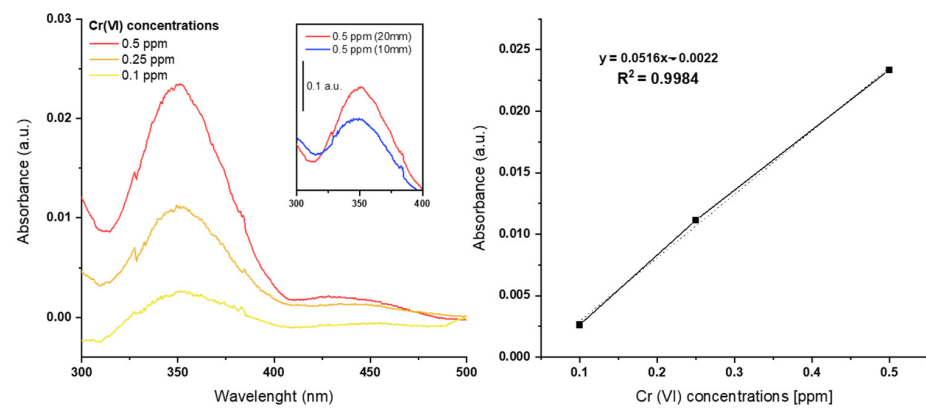 Cr(VI) concentrations
0.5 ppm
0.25 ppm
0.1 ppm
0.5 ppm (20mm)
0.5 ppm (10mm)
0.1 a.u.
300 350 400
0.03
0.02
0.01
0.00
Absorbance (a.u.)
300 350 400 450 500
Wavelenght (nm)
y = 0.0516x - 0.0022
R² = 0.9984
0.025
0.020
0.015
0.010
0.005
0.000
Absorbance (a.u.)
0.1 0.2 0.3 0.4 0.5
Cr (VI) concentrations [ppm]